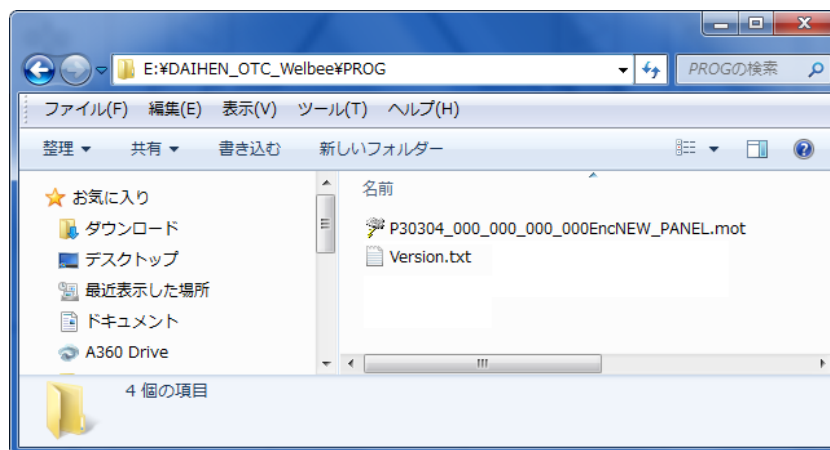 E:¥DAIHEN_OTC_Welbee¥PROG
PROGの検索
ファイル(F) 編集(E) 表示(V) ツール(T) ヘルプ(H)
整理 共有 書き込む 新しいフォルダー
お気に入り
ダウンロード
デスクトップ
最近表示した場所
ドキュメント
A360 Drive
名前
P30304_000_000_000_000EncNEW_PANEL.mot
Version.txt
4 個の項目